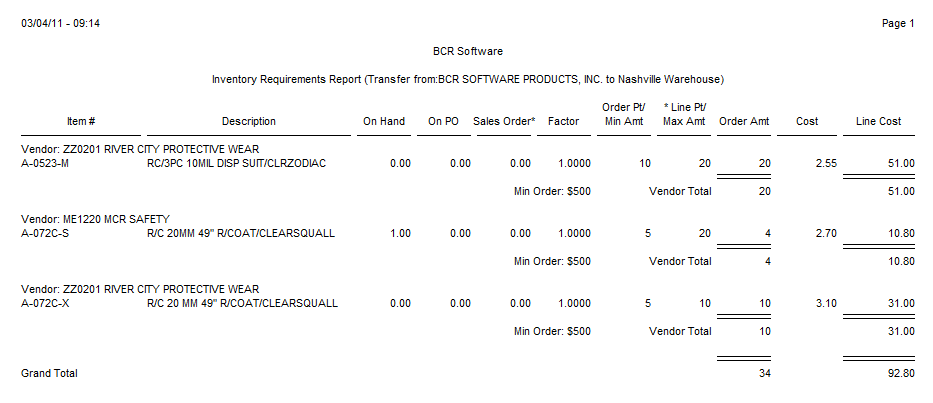 03/04/11 - 09:14 Page 1
BCR Software
Inventory Requirements Report (Transfer from:BCR SOFTWARE PRODUCTS, INC. to Nashville Warehouse)
Order Pt/ * Line Pt/
Item # Description On Hand On PO Sales Order* Factor Min Amt Max Amt Order Amt Cost Line Cost
Vendor: ZZ0201 RIVER CITY PROTECTIVE WEAR
A-0523-M RC/3PC 10MIL DISP SUIT/CLRZODIAC 0.00 0.00 0.00 1.0000 10 20 20 2.55 51.00
Min Order: $500 Vendor Total 20 51.00
Vendor: ME1220 MCR SAFETY
A-072C-S R/C 20MM 49" R/COAT/CLEARSQUALL 1.00 0.00 0.00 1.0000 5 20 4 2.70 10.80
Min Order: $500 Vendor Total 4 10.80
Vendor: ZZ0201 RIVER CITY PROTECTIVE WEAR
A-072C-X R/C 20 MM 49" R/COAT/CLEARSQUALL 0.00 0.00 0.00 1.0000 5 10 10 3.10 31.00
Min Order: $500 Vendor Total 10 31.00
Grand Total 34 92.80